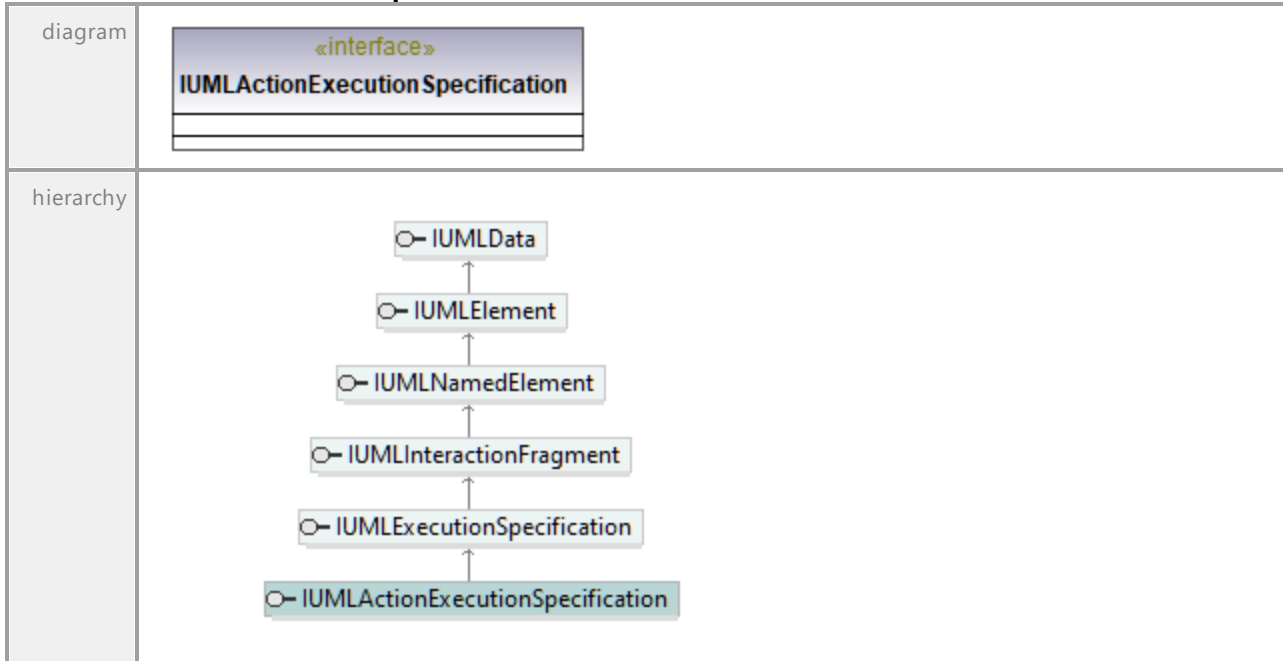 diagram
«interface»
IUMLActionExecutionSpecification
hierarchy
IUMLData
IUMLElement
IUMLNamedElement
IUMLInteractionFragment
IUMLExecutionSpecification
IUMLActionExecutionSpecification